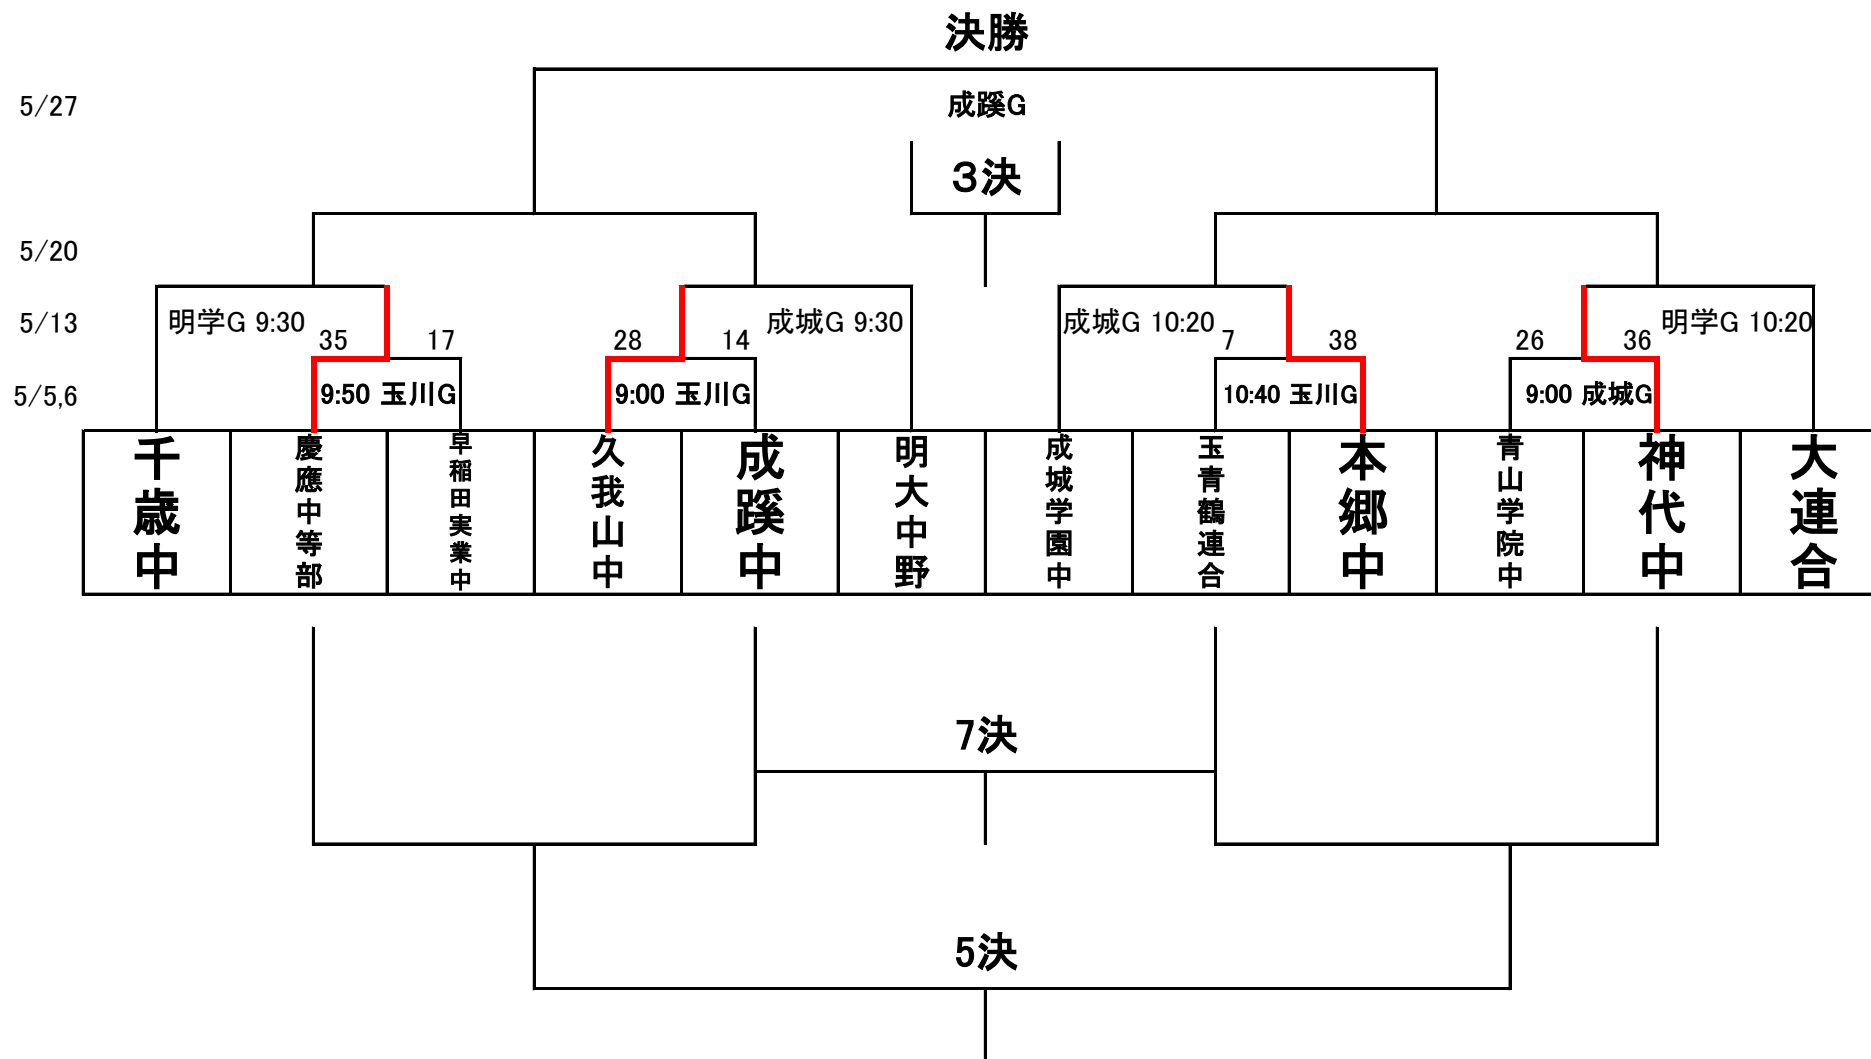 決勝
5/27
成蹊G
3決
5/20
5/13
明学G 9:30
成城G 9:30
成城G 10:20
明学G 10:20
35
17
28
14
7
38
26
36
5/5,6
9:50 玉川G
9:00 玉川G
10:40 玉川G
9:00 成城G
千歳中
慶應中等部
早稲田実業中
久我山中
成蹊中
明大中野
成城学園中
玉青鶴連合
本郷中
青山学院中
神代中
大連合
7決
5決